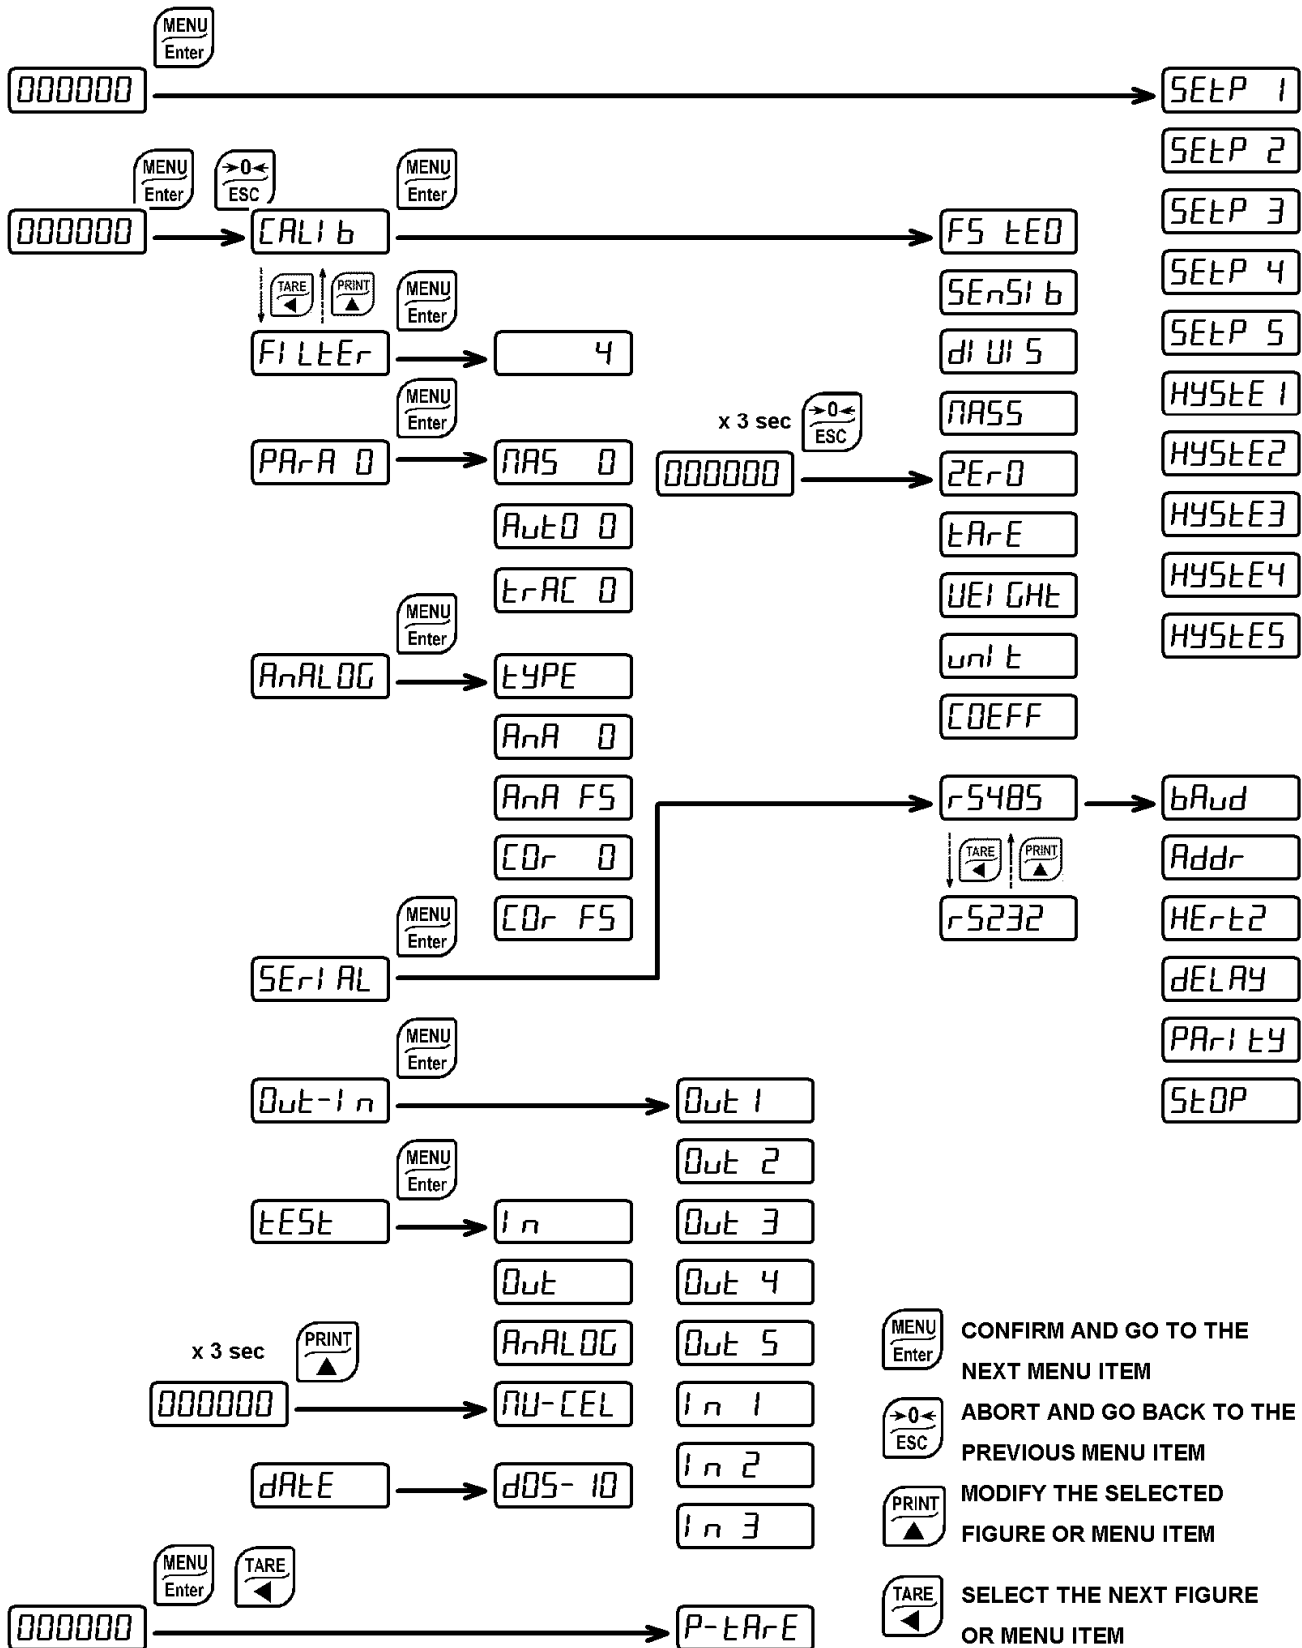 MENU
Enter
000000
SEtP 1
SEtP 2
MENU
Enter
→0←
ESC
MENU
Enter
SEtP 3
000000
CALIb
FS tEO
TARE
PRINT
MENU
Enter
SEnSIb
SEtP 4
FILtEr
4
dIUIS
SEtP 5
MENU
Enter
x 3 sec
→0←
ESC
MASS
HYStE1
PArA 0
MAS 0
000000
ZErO
HYStE2
AutO 0
tArE
HYStE3
trAC 0
UEIGHt
HYStE4
MENU
Enter
unIt
HYStE5
AnALOG
tYPE
COEFF
AnA 0
AnA FS
rS485
bAud
COr 0
TARE
PRINT
Addr
MENU
Enter
COr FS
rS232
HErtZ
SErIAL
dELAY
MENU
Enter
PArItY
Out-In
Out 1
StOP
MENU
Enter
Out 2
tESt
In
Out 3
Out
Out 4
x 3 sec
PRINT
AnALOG
Out 5
000000
MU-CEL
In 1
In 2
dAtE
dOS-10
In 3
MENU
Enter
CONFIRM AND GO TO THE
NEXT MENU ITEM
→0←
ESC
ABORT AND GO BACK TO THE
PREVIOUS MENU ITEM
PRINT
MODIFY THE SELECTED
FIGURE OR MENU ITEM
TARE
SELECT THE NEXT FIGURE
OR MENU ITEM
MENU
Enter
TARE
000000
P-tArE